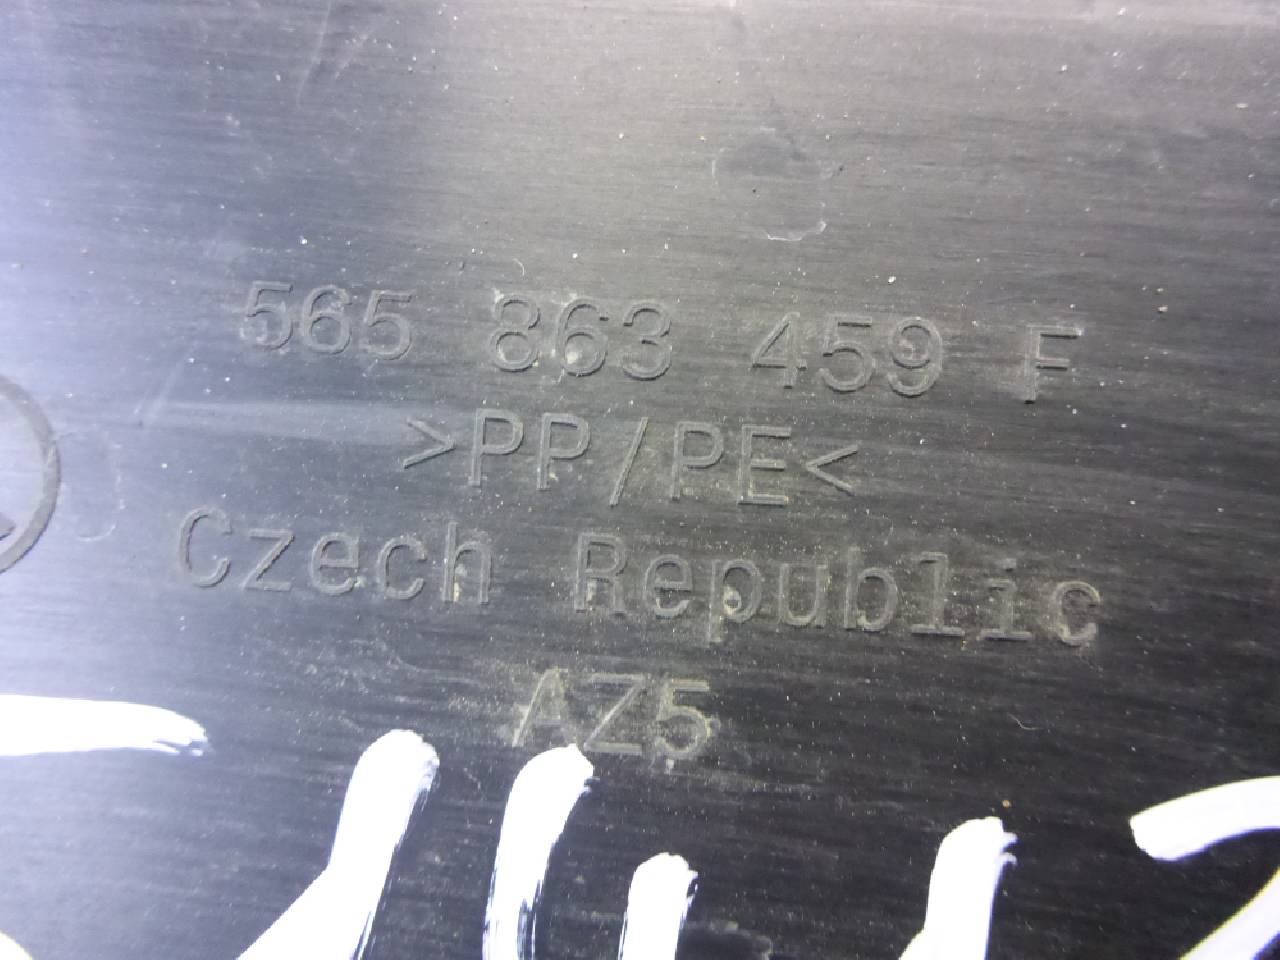 565 863 459 F
>PP/PE<
Czech Republic
AZ5